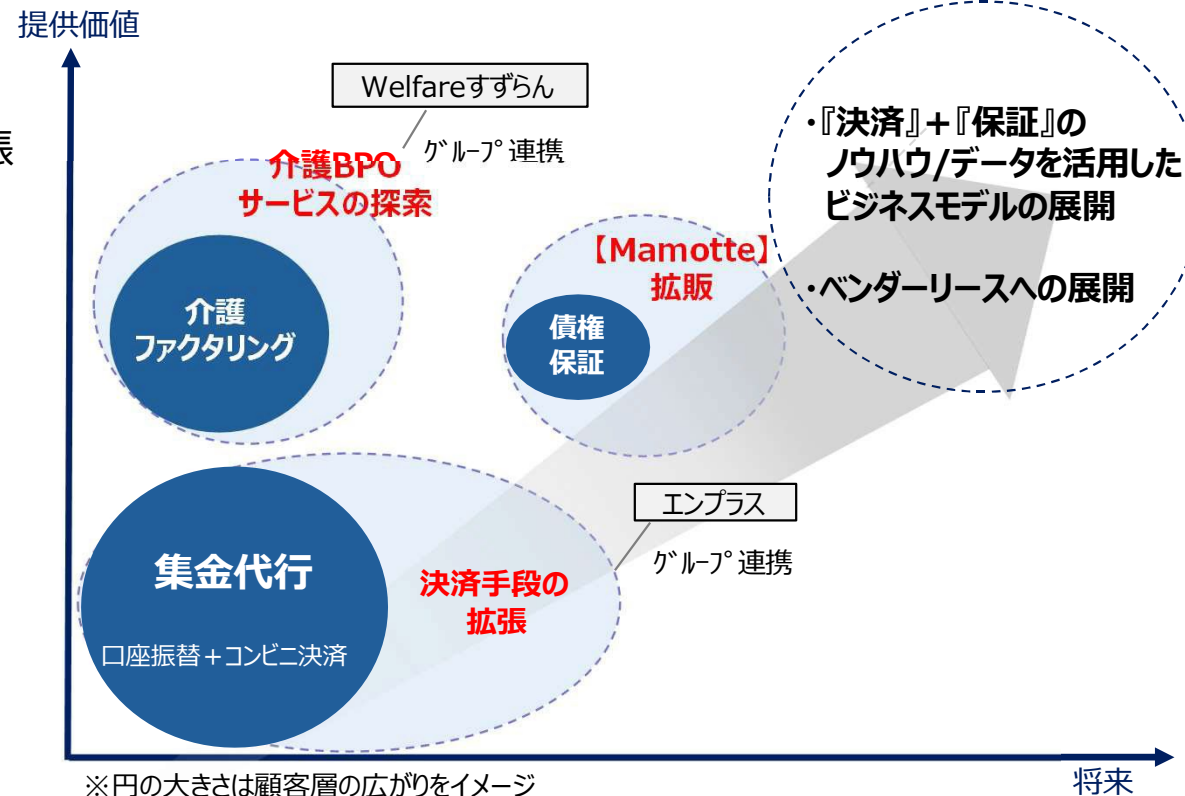 提供価値
張
Welfareすずらん
ｸﾞﾙｰﾌﾟ連携
介護BPO
サービスの探索
介護
ファクタリング
【Mamotte】
拡販
債権
保証
・『決済』+『保証』の
ノウハウ/データを活用した
ビジネスモデルの展開
・ベンダーリースへの展開
エンプラス
ｸﾞﾙｰﾌﾟ連携
集金代行
口座振替+コンビニ決済
決済手段の
拡張
※円の大きさは顧客層の広がりをイメージ
将来